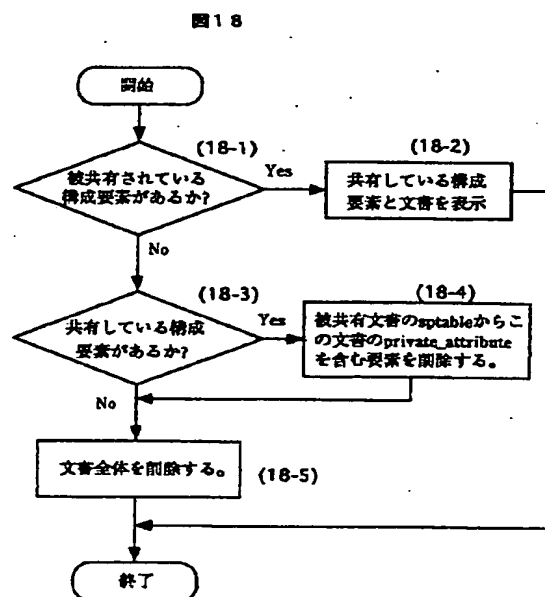 図18
開始
(18-1)
被共有されている
構成要素があるか?
Yes
(18-2)
共有している構成
要素と文書を表示
No
(18-3)
共有している構成
要素があるか?
Yes
(18-4)
被共有文書のsptableからこ
の文書のprivate_attribute
を含む要素を削除する。
No
文書全体を削除する。
(18-5)
終了